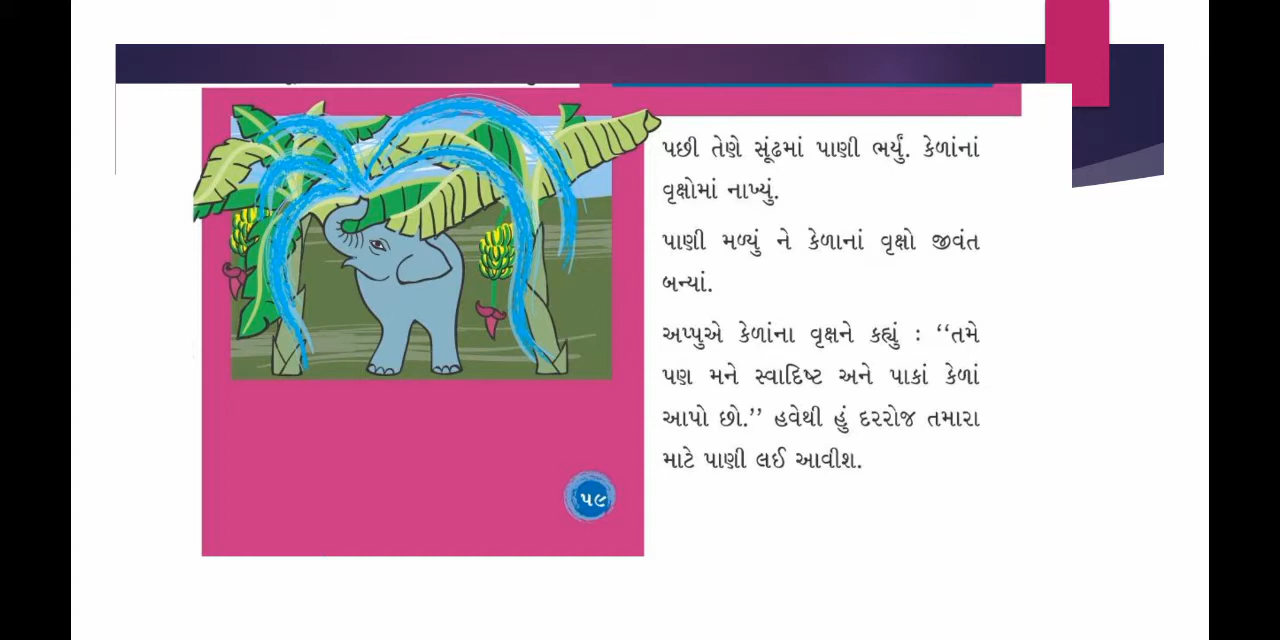 પછી તેણે સૂંઢમાં પાણી ભર્યું. કેળાંનાં
વૃક્ષોમાં નાખ્યું.
પાણી મળ્યું ને કેળાનાં વૃક્ષો જીવંત
બન્યાં.
અપ્પુએ કેળાંના વૃક્ષને કહ્યું : ‘‘તમે
પણ મને સ્વાદિષ્ટ અને પાકાં કેળાં
આપો છો.’’ હવેથી હું દરરોજ તમારા
માટે પાણી લઈ આવીશ.
૫૯